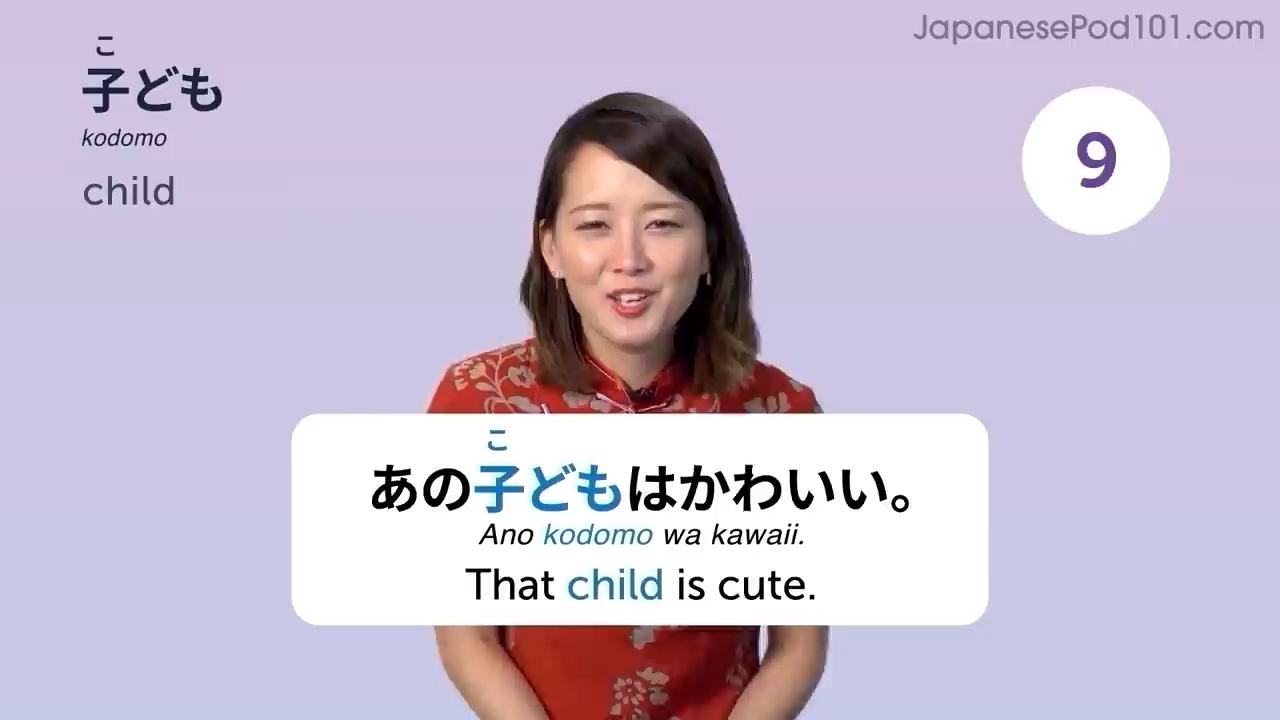 JapanesePod101.com
こ
子ども
kodomo
child
9
こ
あの子どもはかわいい。
Ano kodomo wa kawaii.
That child is cute.